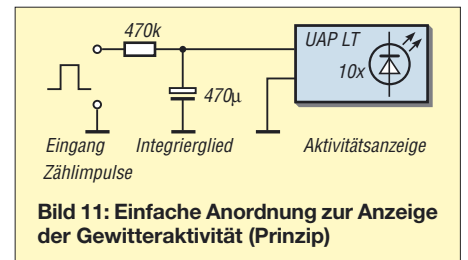 470k
UAP LT
10x
470µ
Eingang Integrierglied Aktivitätsanzeige
Zählimpulse
Bild 11: Einfache Anordnung zur Anzeige
der Gewitteraktivität (Prinzip)